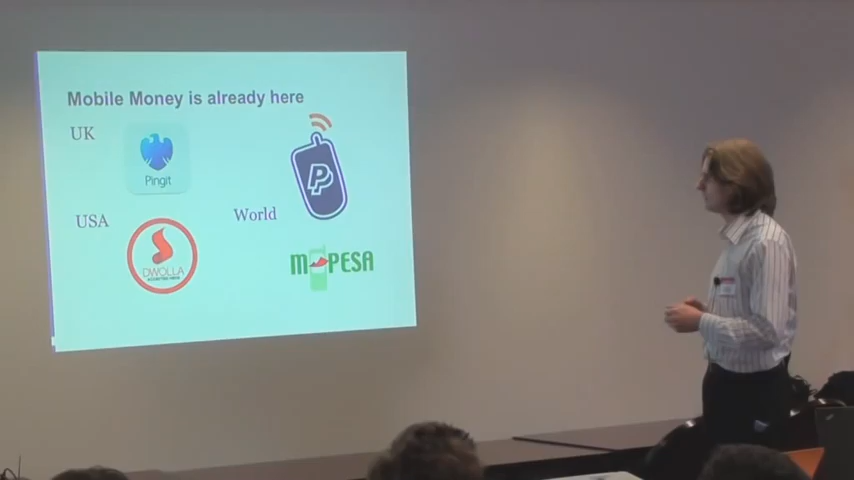 Mobile Money is already here
UK
Pingit
USA
DWOLLA
World
M PESA